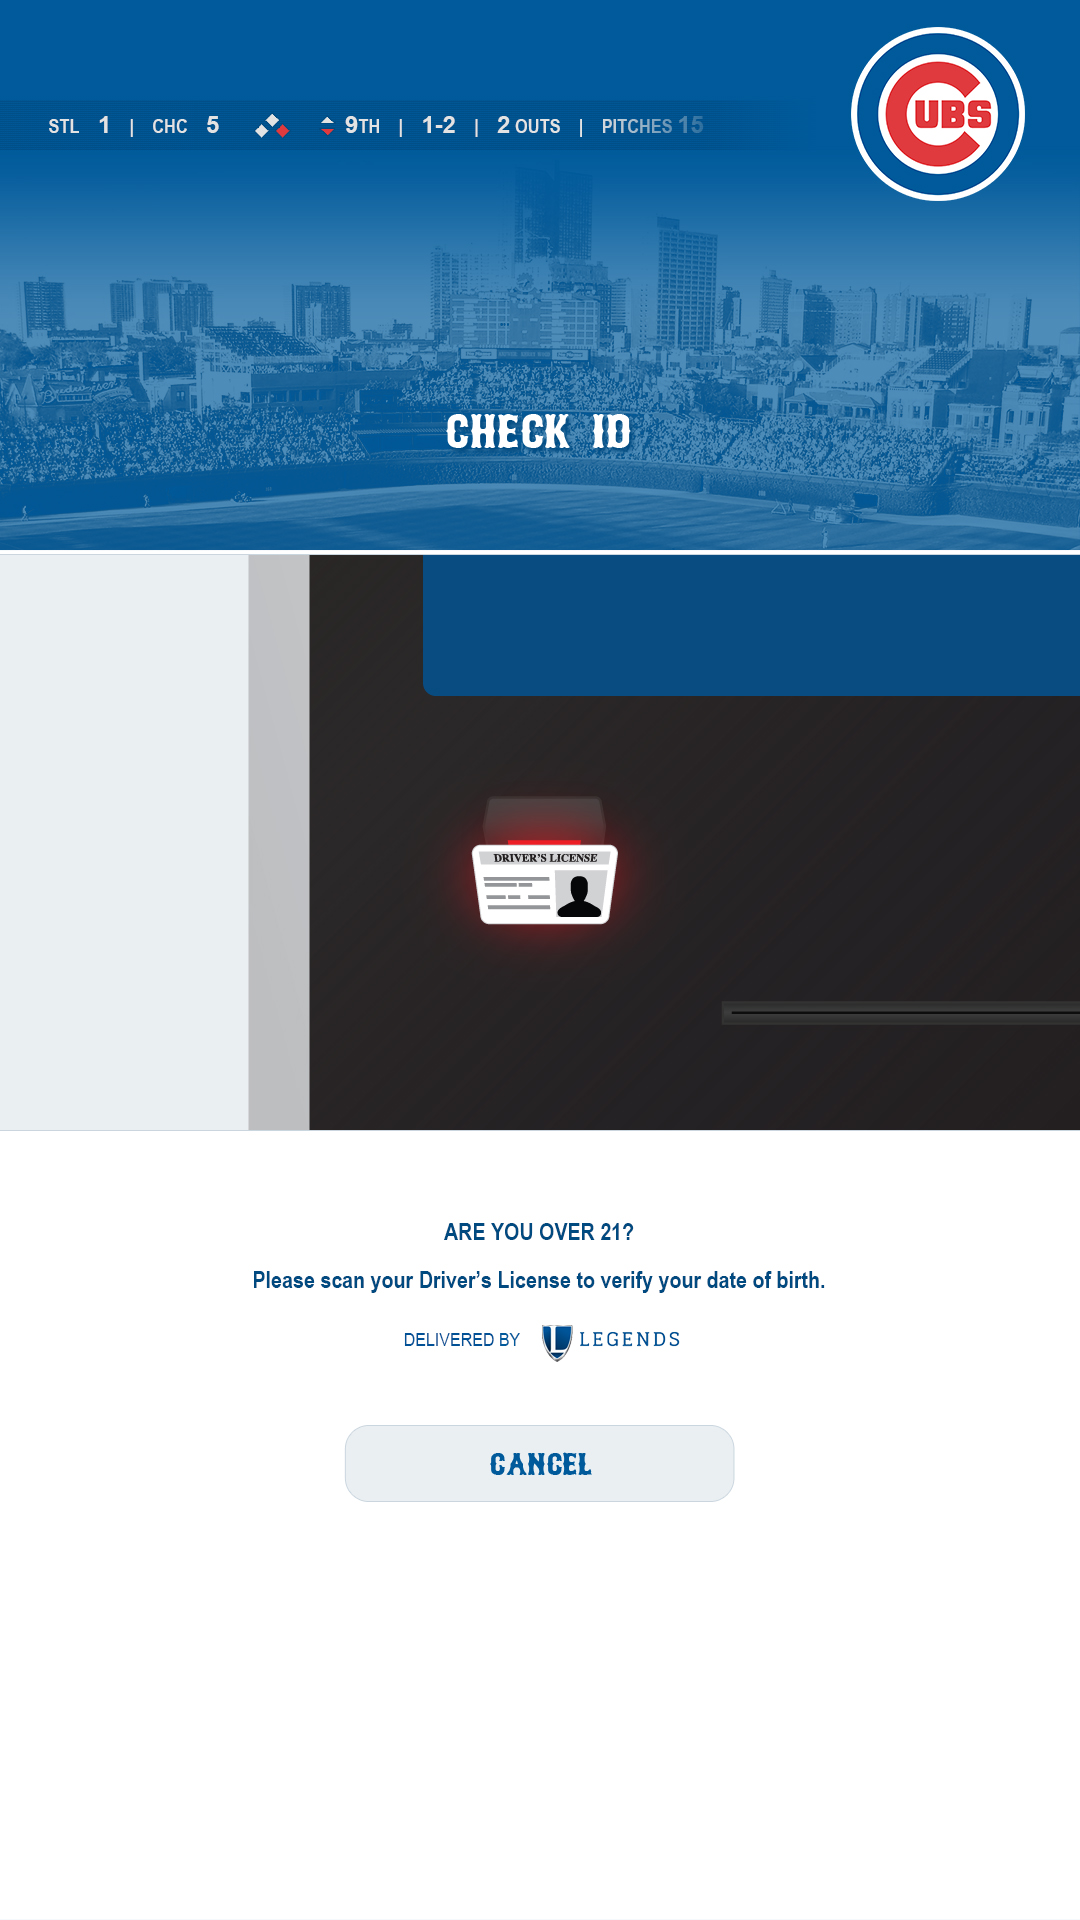 STL 1 | CHC 5 9TH | 1-2 | 2 OUTS | PITCHES 15
CUBS
CHECK ID
DRIVER'S LICENSE
ARE YOU OVER 21?
Please scan your Driver's License to verify your date of birth.
DELIVERED BY L LEGENDS
CANCEL